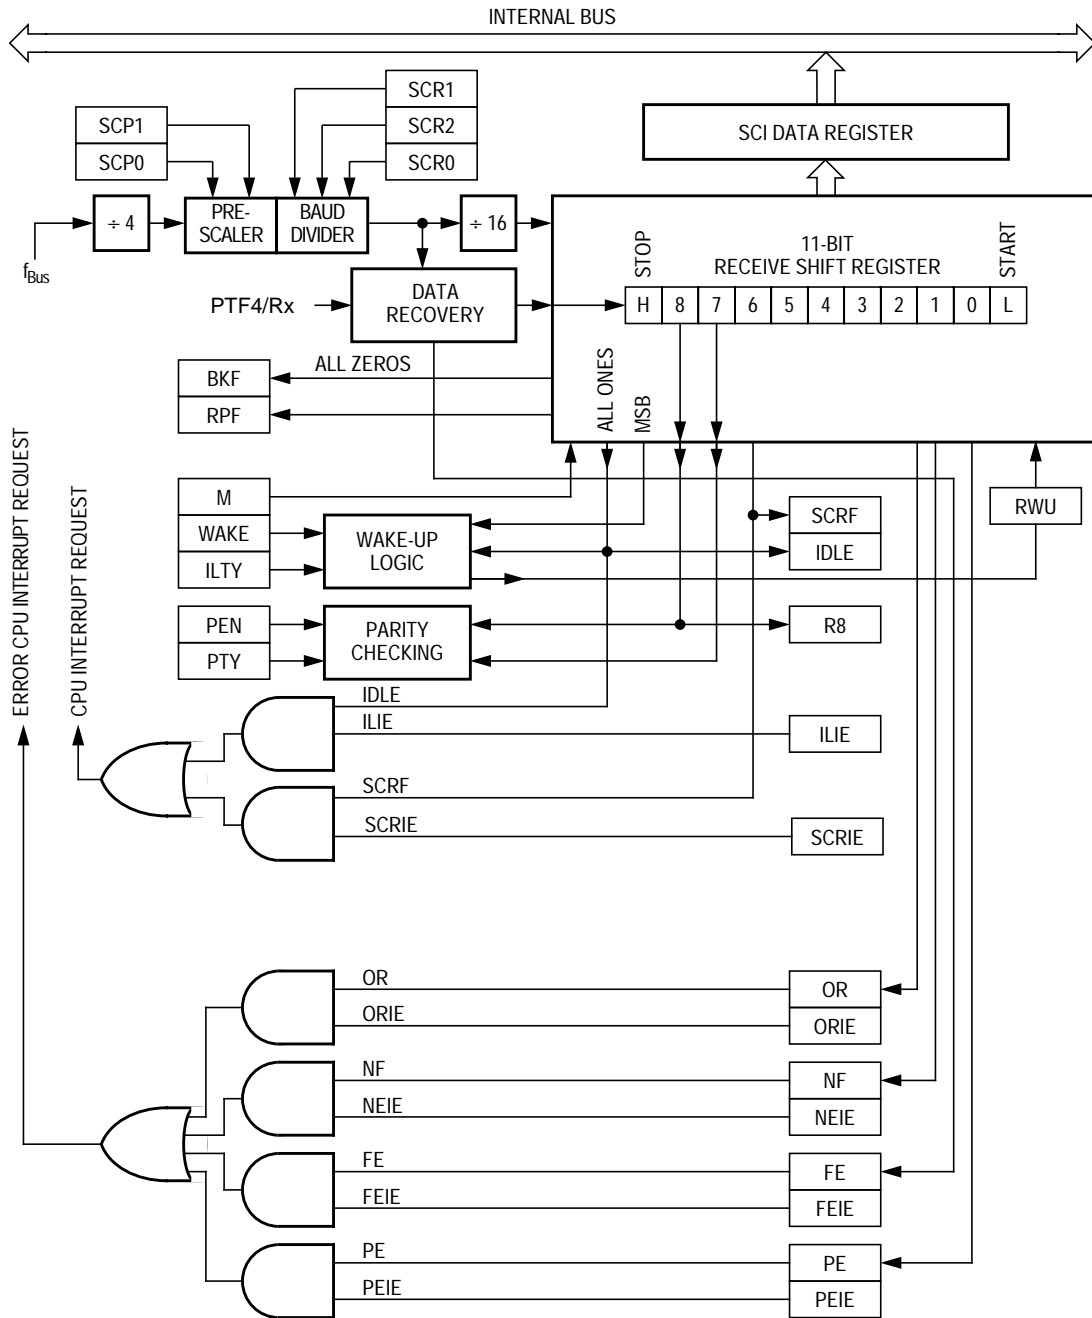 INTERNAL BUS
SCR1
SCP1
SCR2
SCI DATA REGISTER
SCP0
SCR0
÷ 4
PRE-
SCALER
BAUD
DIVIDER
÷ 16
fBus
STOP
11-BIT
RECEIVE SHIFT REGISTER
START
PTF4/Rx
DATA
RECOVERY
H 8 7 6 5 4 3 2 1 0 L
ALL ZEROS
BKF
RPF
ALL ONES
MSB
M
WAKE
ILTY
WAKE-UP
LOGIC
SCRF
IDLE
RWU
PEN
PTY
PARITY
CHECKING
R8
ERROR CPU INTERRUPT REQUEST
CPU INTERRUPT REQUEST
IDLE
ILIE
ILIE
SCRF
SCRIE
SCRIE
OR
OR
ORIE
ORIE
NF
NF
NEIE
NEIE
FE
FE
FEIE
FEIE
PE
PE
PEIE
PEIE